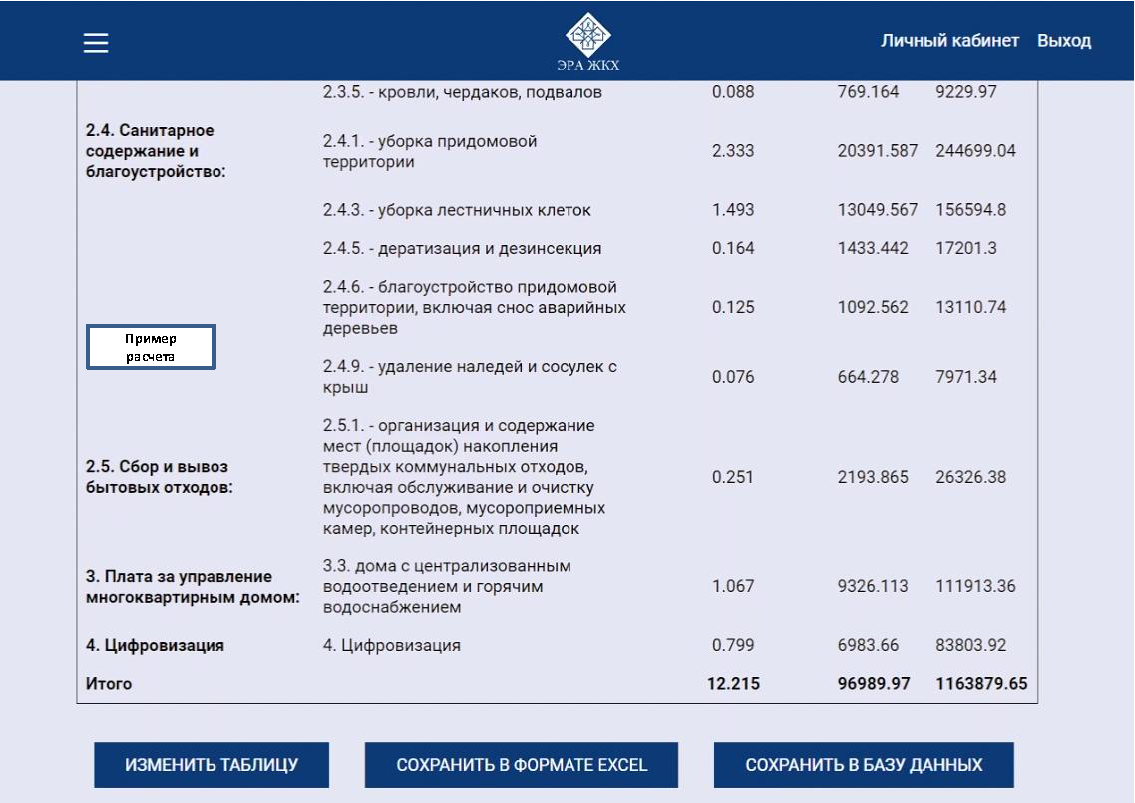 ЭРА ЖКХ
Личный кабинет Выход
2.3.5. - кровли, чердаков, подвалов 0.088 769.164 9229.97
2.4. Санитарное
содержание и
благоустройство:
2.4.1. - уборка придомовой
территории
2.333 20391.587 244699.04
2.4.3. - уборка лестничных клеток 1.493 13049.567 156594.8
2.4.5. - дератизация и дезинсекция 0.164 1433.442 17201.3
2.4.6. - благоустройство придомовой
территории, включая снос аварийных
деревьев
0.125 1092.562 13110.74
Пример
расчета
2.4.9. - удаление наледей и сосулек с
крыш
0.076 664.278 7971.34
2.5. Сбор и вывоз
бытовых отходов:
2.5.1. - организация и содержание
мест (площадок) накопления
твердых коммунальных отходов,
включая обслуживание и очистку
мусоропроводов, мусороприемных
камер, контейнерных площадок
0.251 2193.865 26326.38
3. Плата за управление
многоквартирным домом:
3.3. дома с централизованным
водоотведением и горячим
водоснабжением
1.067 9326.113 111913.36
4. Цифровизация 4. Цифровизация 0.799 6983.66 83803.92
Итого 12.215 96989.97 1163879.65
ИЗМЕНИТЬ ТАБЛИЦУ СОХРАНИТЬ В ФОРМАТЕ EXCEL СОХРАНИТЬ В БАЗУ ДАННЫХ